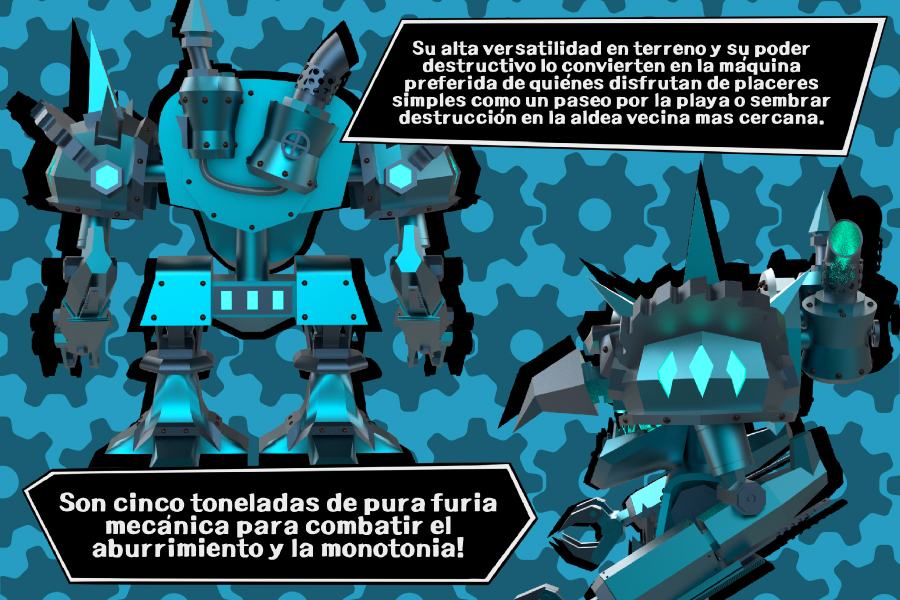 Su alta versatilidad en terreno y su poder
destructivo lo convierten en la máquina
preferida de quiénes disfrutan de placeres
simples como un paseo por la playa o sembrar
destrucción en la aldea vecina mas cercana.
Son cinco toneladas de pura furia
mecánica para combatir el
aburrimiento y la monotonia!